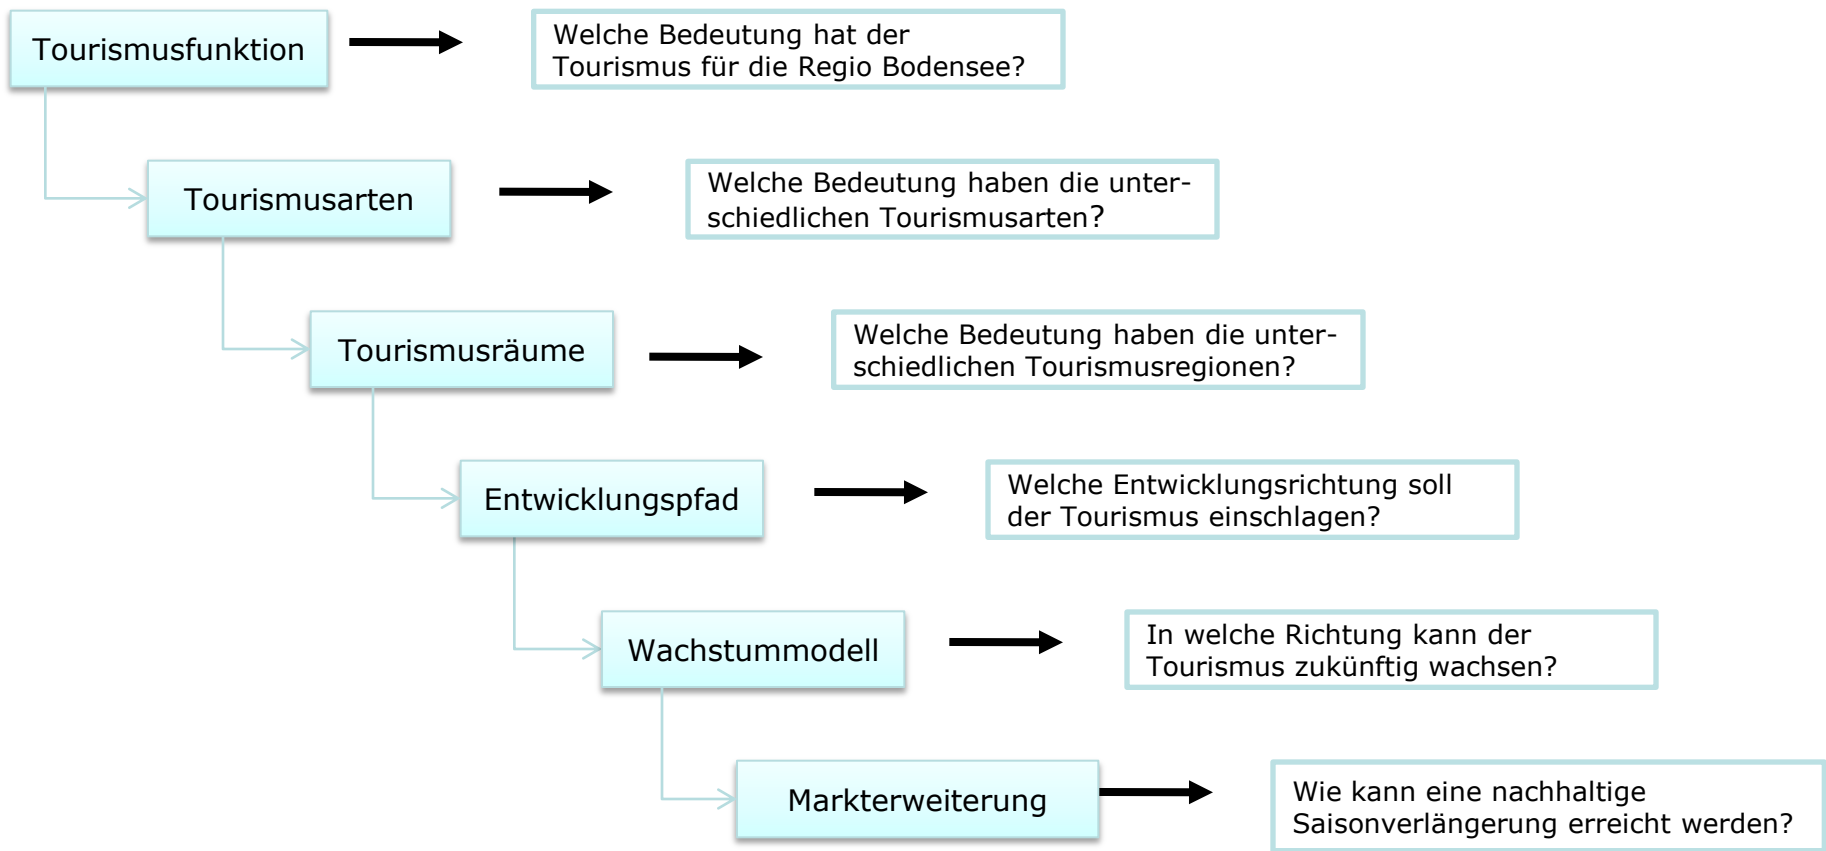 Tourismusfunktion
Welche Bedeutung hat der
Tourismus für die Regio Bodensee?
Tourismusarten
Welche Bedeutung haben die unter-
schiedlichen Tourismusarten?
Tourismusräume
Welche Bedeutung haben die unter-
schiedlichen Tourismusregionen?
Entwicklungspfad
Welche Entwicklungsrichtung soll
der Tourismus einschlagen?
Wachstummodell
In welche Richtung kann der
Tourismus zukünftig wachsen?
Markterweiterung
Wie kann eine nachhaltige
Saisonverlängerung erreicht werden?